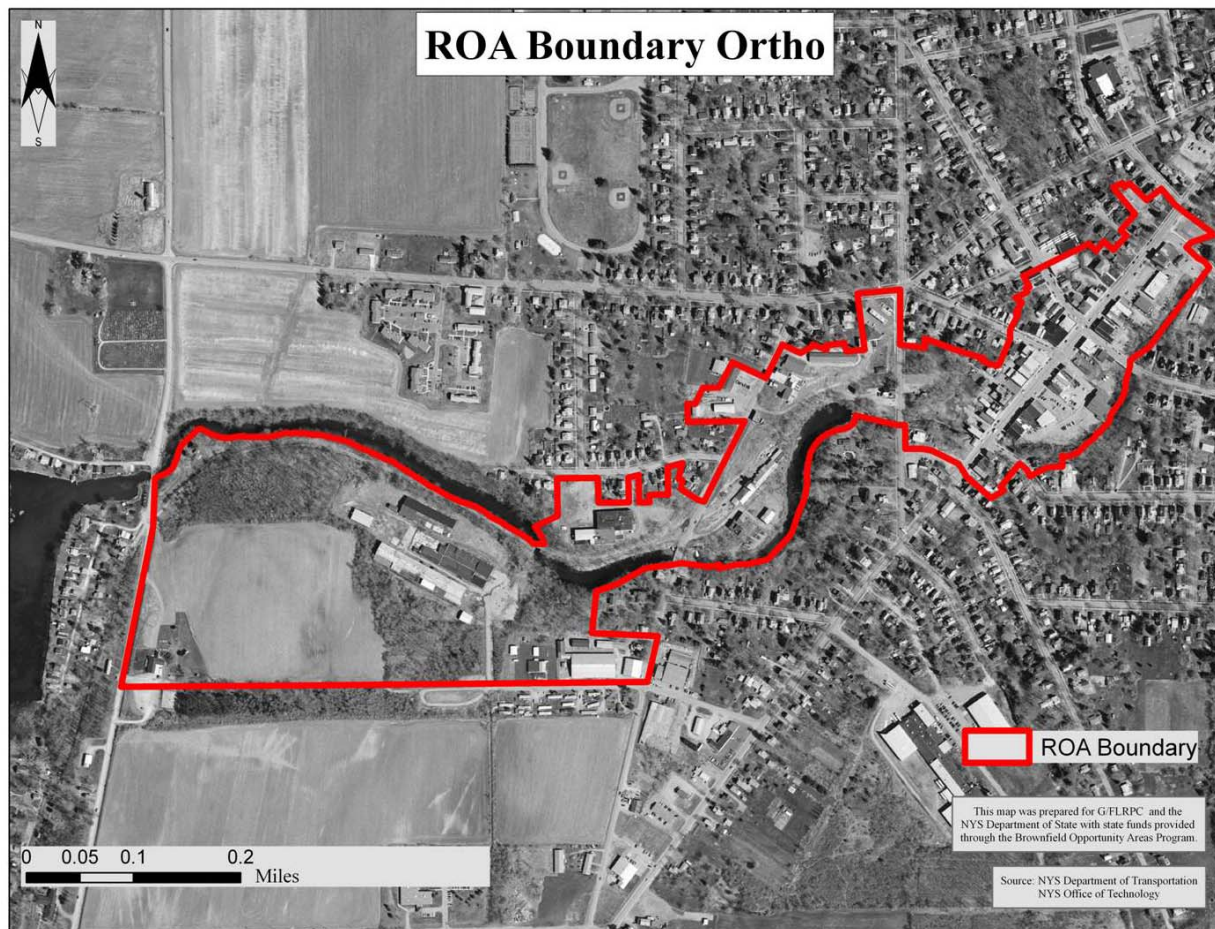 N
S
ROA Boundary Ortho
ROA Boundary
This map was prepared for G/FLRPC and the
NYS Department of State with state funds provided
through the Brownfield Opportunity Areas Program.
0 0.05 0.1 0.2
Miles
Source: NYS Department of Transportation
NYS Office of Technology